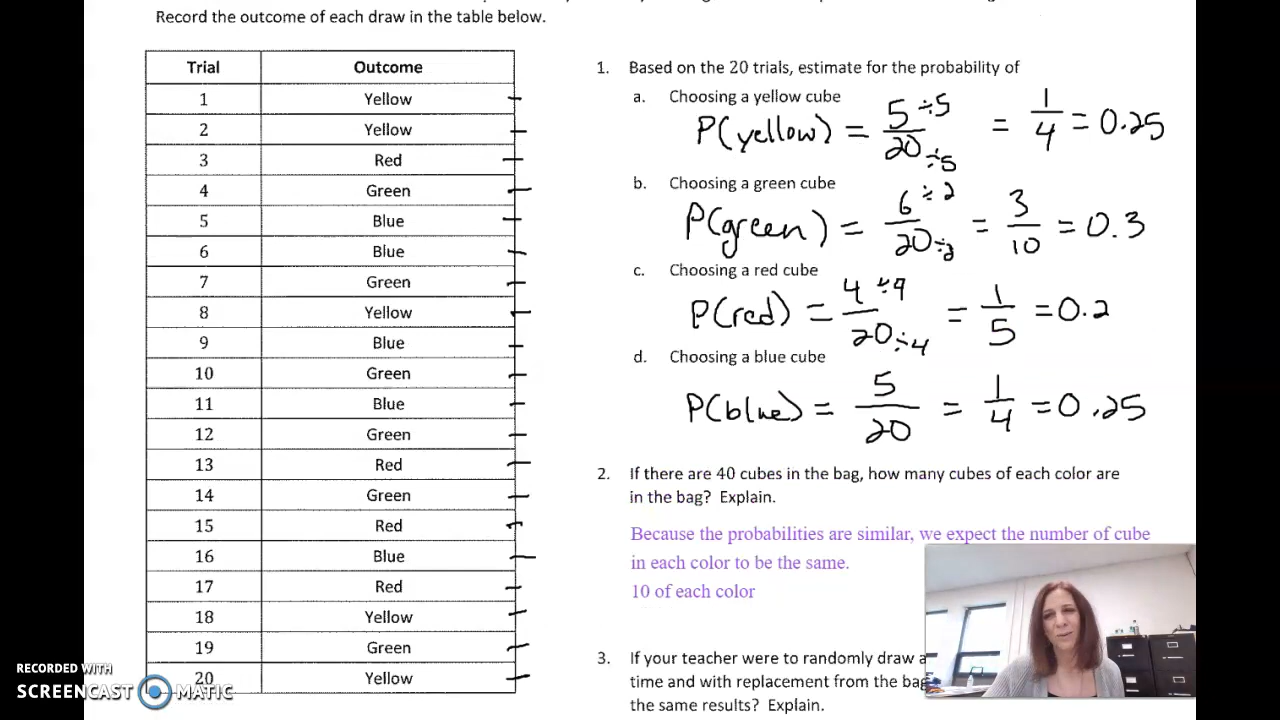 Record the outcome of each draw in the table below.
Trial Outcome
1 Yellow
2 Yellow
3 Red
4 Green
5 Blue
6 Blue
7 Green
8 Yellow
9 Blue
10 Green
11 Blue
12 Green
13 Red
14 Green
15 Red
16 Blue
17 Red
18 Yellow
19 Green
20 Yellow
1. Based on the 20 trials, estimate for the probability of
a. Choosing a yellow cube
P(yellow) = 5/20 ÷5 ÷5 = 1/4 = 0.25
b. Choosing a green cube
P(green) = 6/20 ÷2 ÷2 = 3/10 = 0.3
c. Choosing a red cube
P(red) = 4/20 ÷4 ÷4 = 1/5 = 0.2
d. Choosing a blue cube
P(blue) = 5/20 = 1/4 = 0.25
2. If there are 40 cubes in the bag, how many cubes of each color are
in the bag? Explain.
Because the probabilities are similar, we expect the number of cube
in each color to be the same.
10 of each color
3. If your teacher were to randomly draw
time and with replacement from the bag
the same results? Explain.
RECORDED WITH
SCREENCAST MATIC